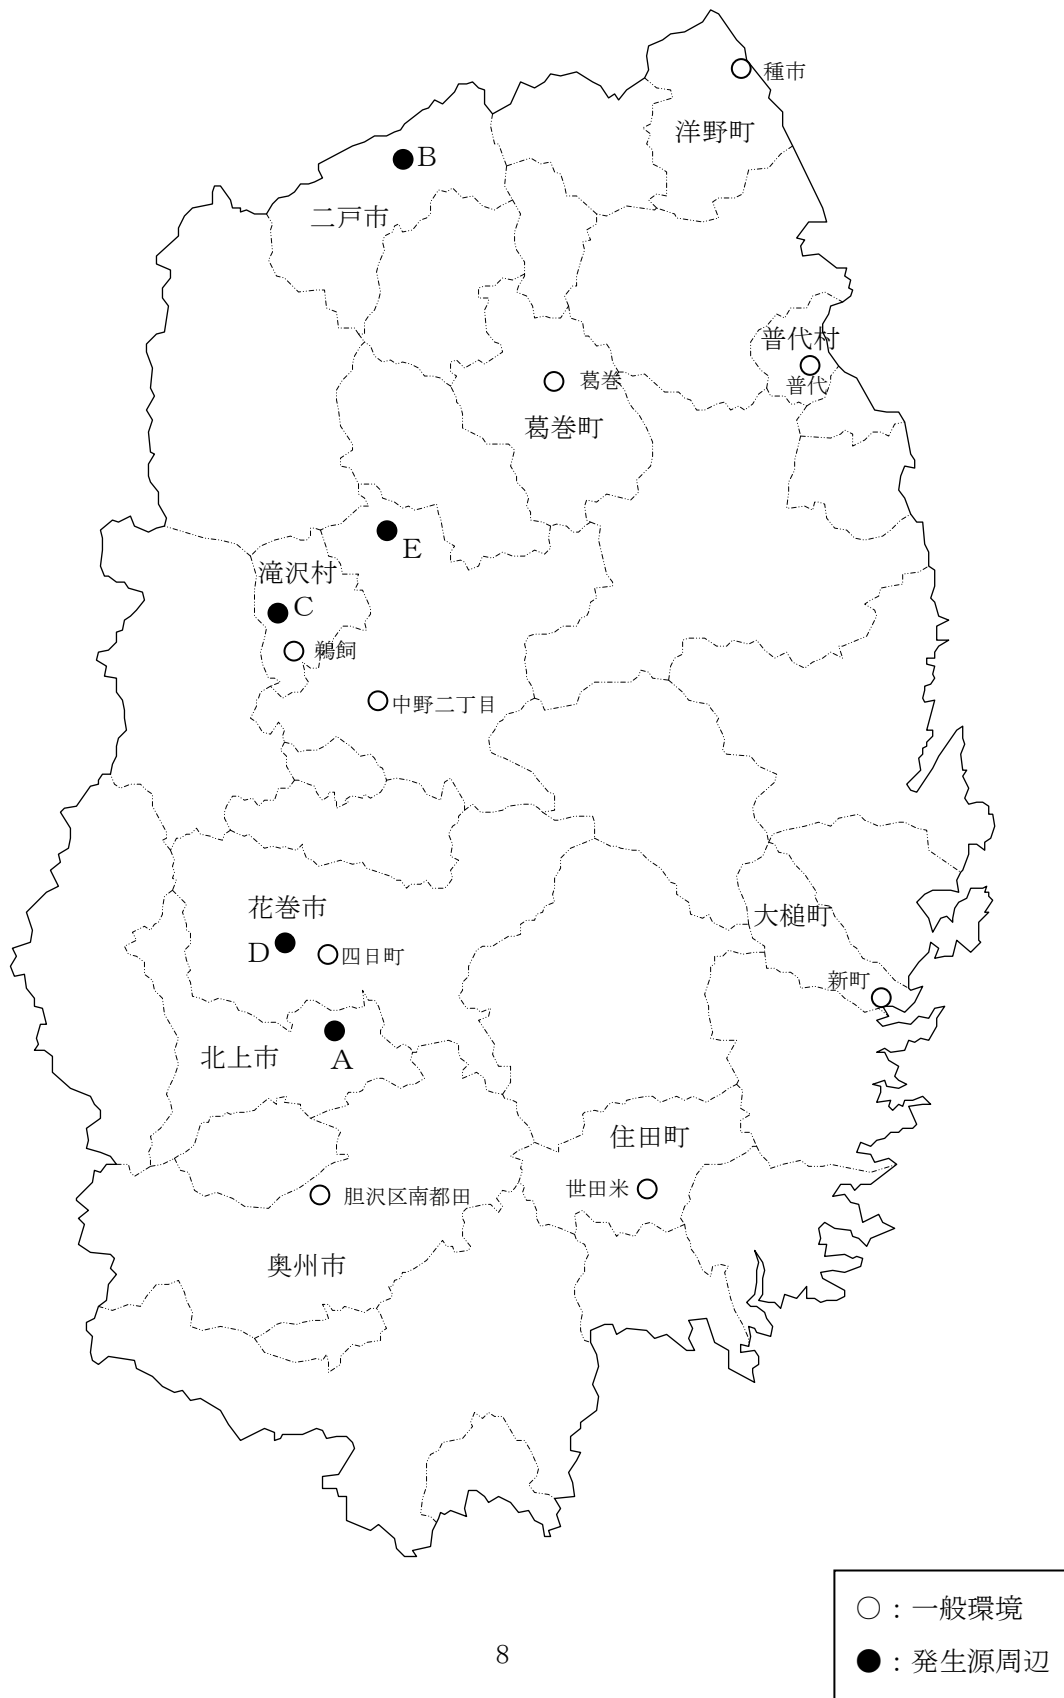 種市
洋野町
B
二戸市
普代村
普代
葛巻
葛巻町
E
滝沢村
C
鵜飼
中野二丁目
花巻市
大槌町
D
四日町
新町
北上市
A
住田町
世田米
胆沢区南都田
奥州市
○：一般環境
●：発生源周辺
8